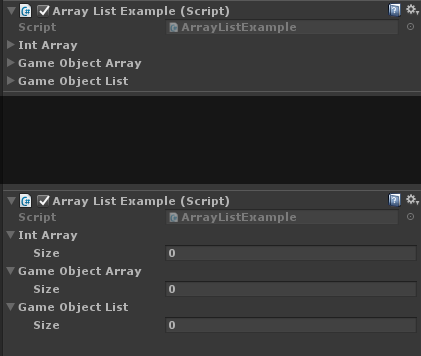 Array List Example (Script)
Script ArrayListExample
Int Array
Game Object Array
Game Object List
Array List Example (Script)
Script ArrayListExample
Int Array
Size 0
Game Object Array
Size 0
Game Object List
Size 0